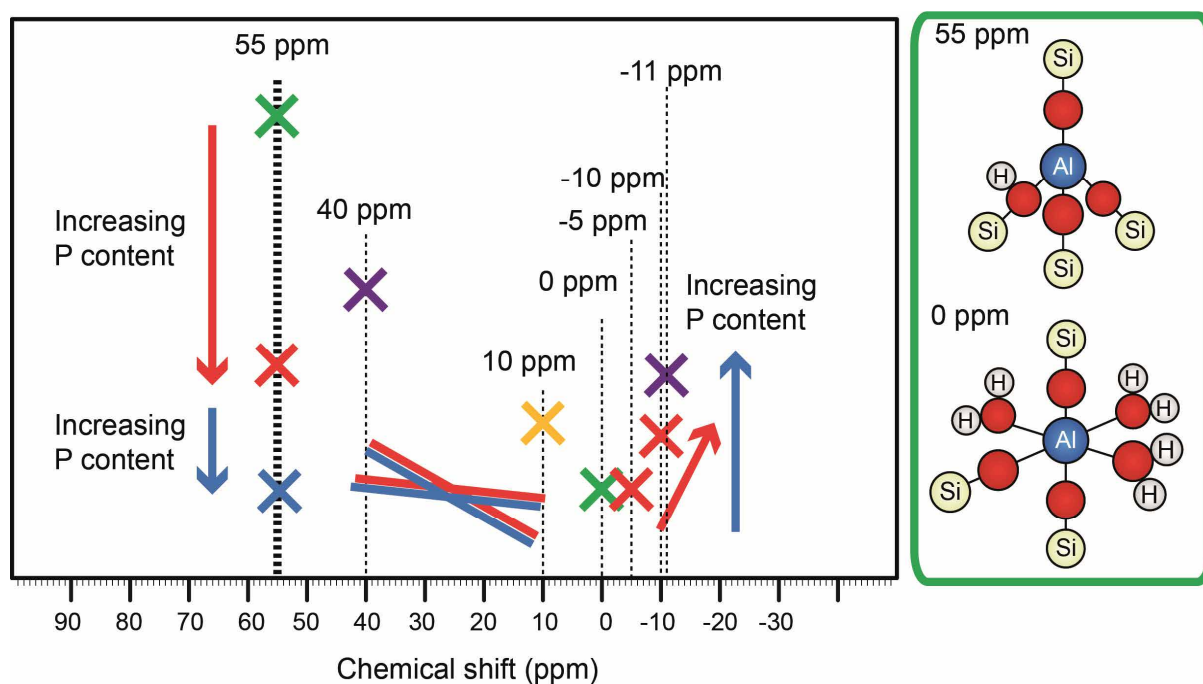 55 ppm
-11 ppm
-10 ppm
-5 ppm
40 ppm
0 ppm
10 ppm
Increasing
P content
Increasing
P content
Increasing
P content
90 80 70 60 50 40 30 20 10 0 -10 -20 -30
Chemical shift (ppm)
55 ppm
Si
Al
H
Si
Si
Si
0 ppm
Si
H
H
H
H
Al
H
H
Si
Si